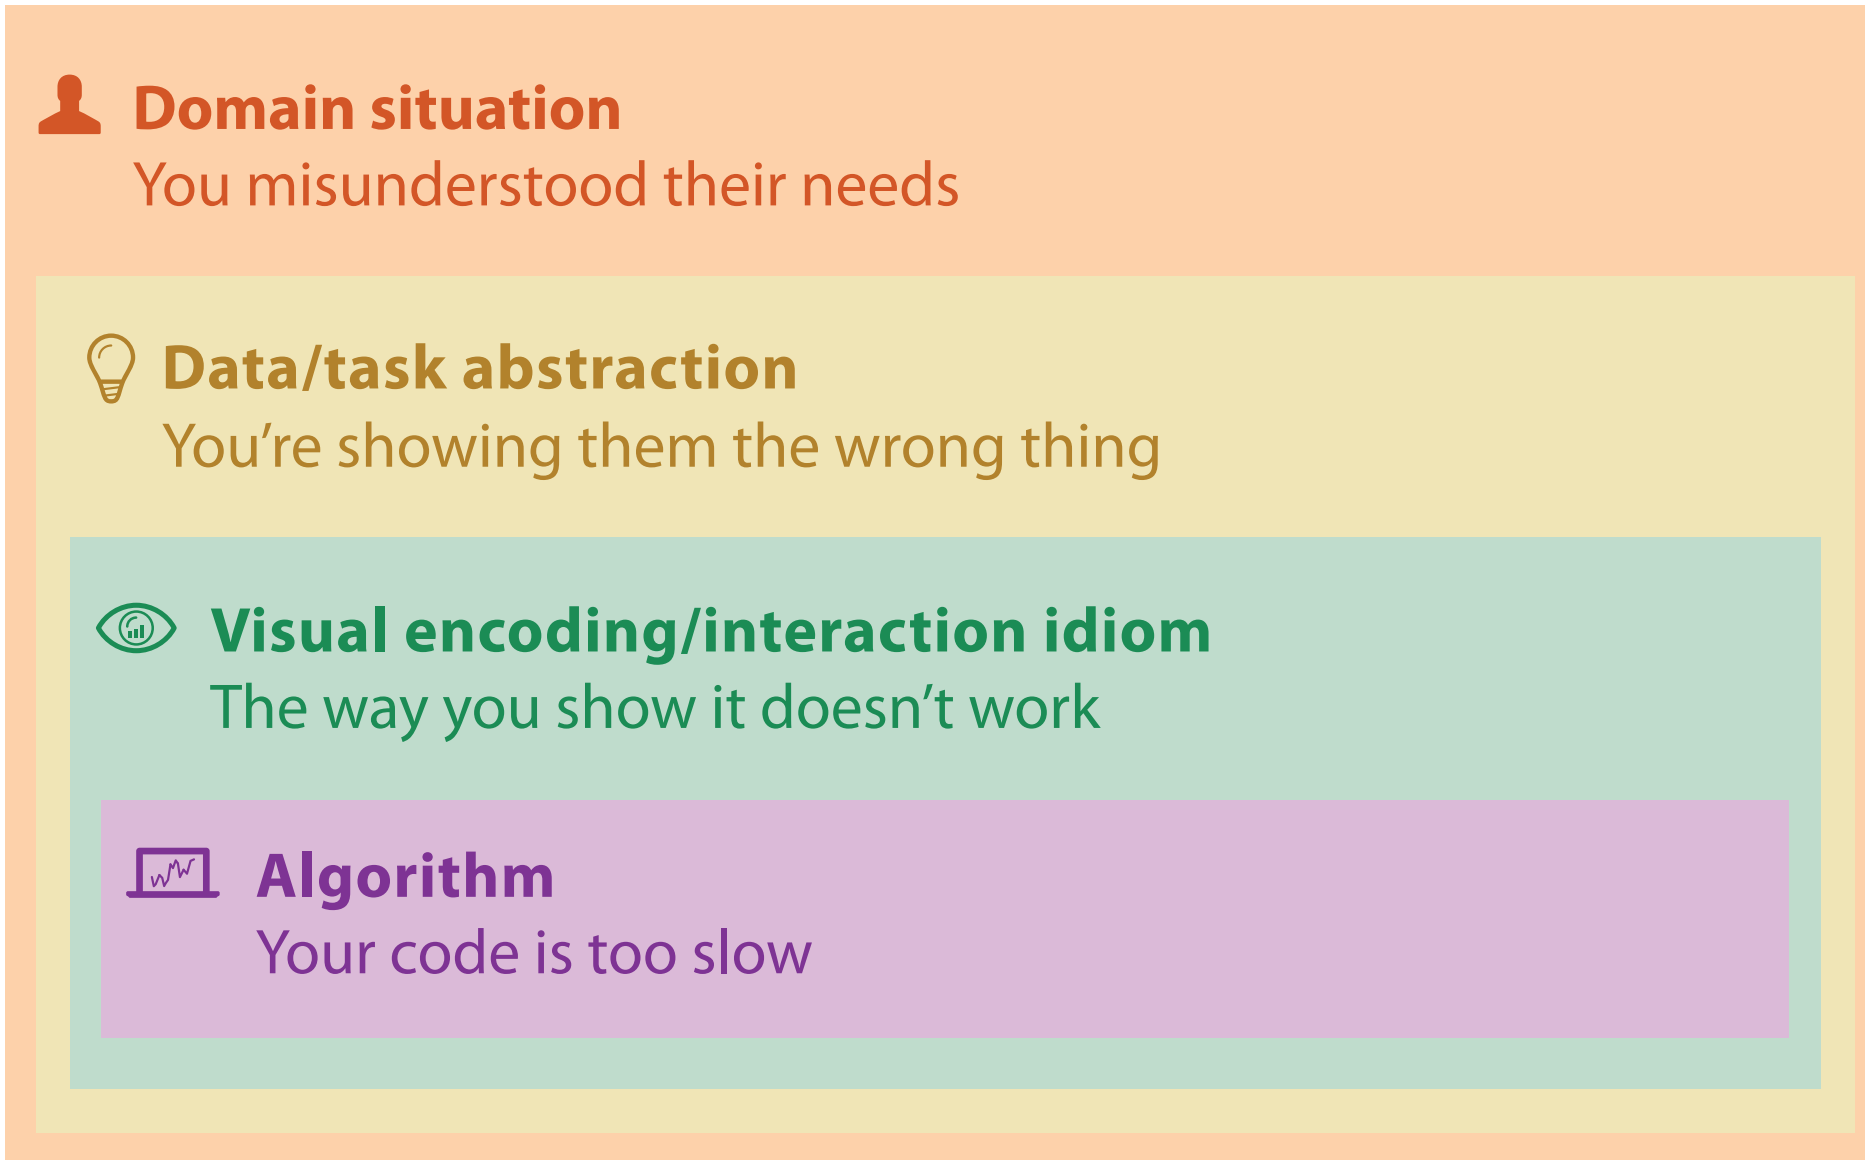 Domain situation
You misunderstood their needs
Data/task abstraction
You’re showing them the wrong thing
Visual encoding/interaction idiom
The way you show it doesn’t work
Algorithm
Your code is too slow